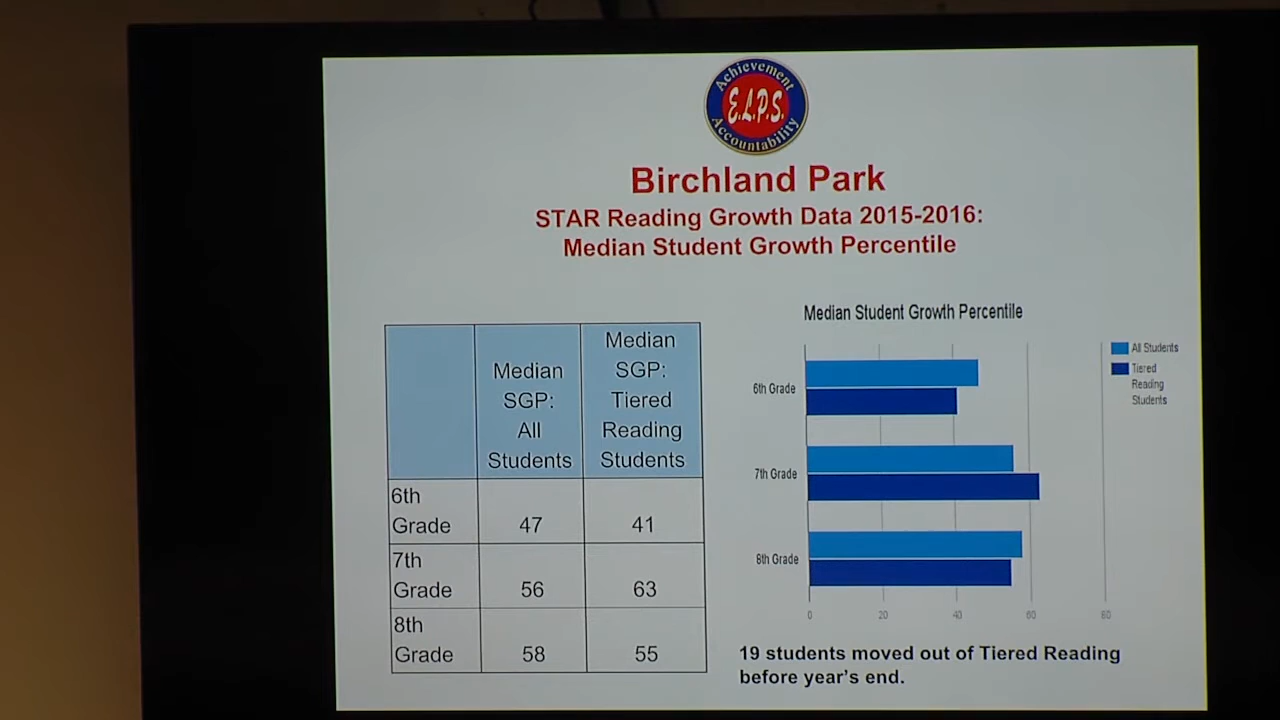 Achievement
E.L.P.S.
Accountability
Birchland Park
STAR Reading Growth Data 2015-2016:
Median Student Growth Percentile
Median
SGP:
All
Students
Median
SGP:
Tiered
Reading
Students
6th
Grade
47
41
7th
Grade
56
63
8th
Grade
58
55
Median Student Growth Percentile
All Students
Tiered
Reading
Students
6th Grade
7th Grade
8th Grade
0 20 40 60 80
19 students moved out of Tiered Reading
before year's end.